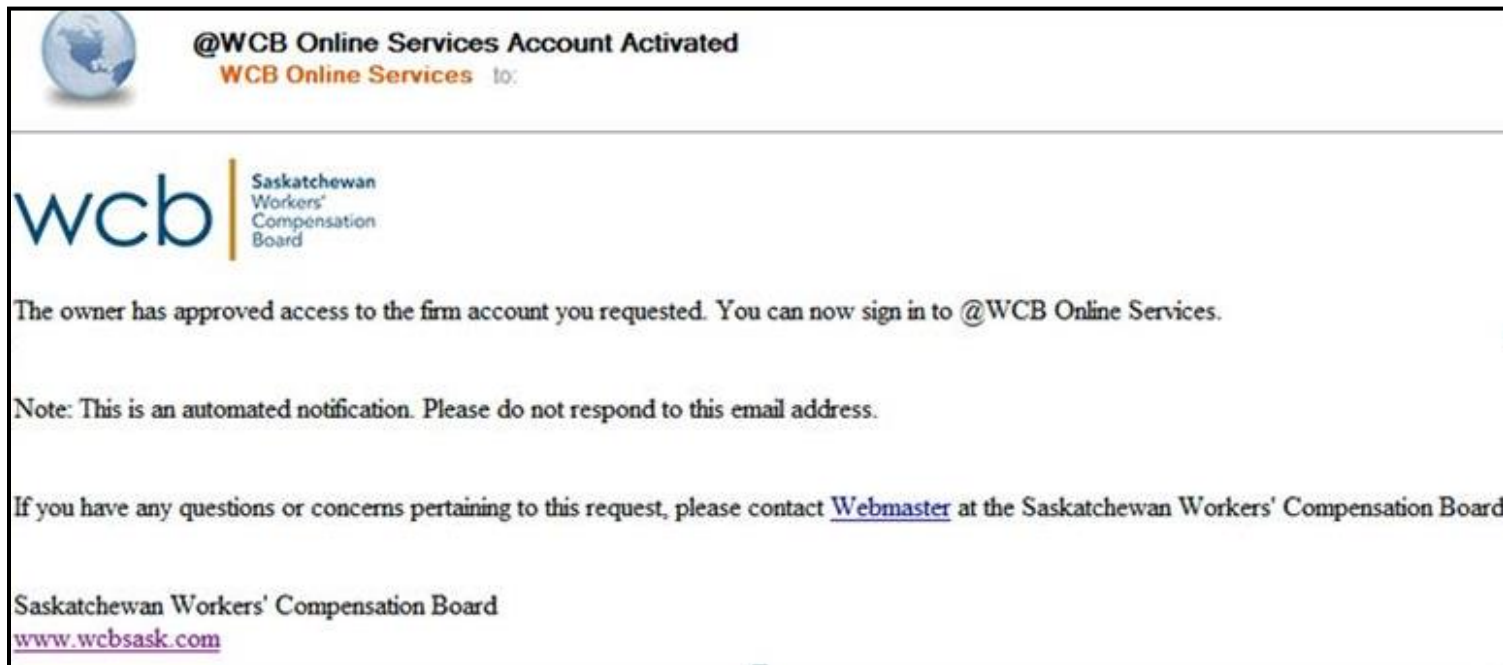 @WCB Online Services Account Activated
WCB Online Services to:
wcb
Saskatchewan
Workers'
Compensation
Board
The owner has approved access to the firm account you requested. You can now sign in to @WCB Online Services.
Note: This is an automated notification. Please do not respond to this email address.
If you have any questions or concerns pertaining to this request, please contact Webmaster at the Saskatchewan Workers' Compensation Board
Saskatchewan Workers' Compensation Board
www.wcbsask.com